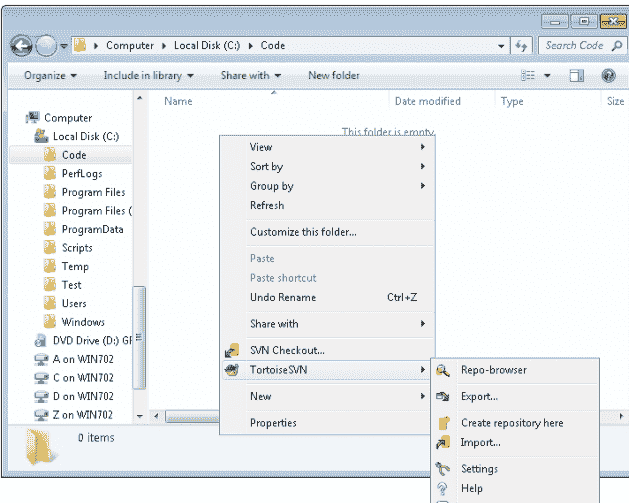 Computer ▸ Local Disk (C:) ▸ Code
Search Code
Organize Include in library Share with New folder
Name Date modified Type Size
Computer
Local Disk (C:)
Code
PerfLogs
Program Files
Program Files (
ProgramData
Scripts
Temp
Test
Users
Windows
DVD Drive (D:) GF
A on WIN702
C on WIN702
D on WIN702
Z on WIN702
This folder is empty.
View
Sort by
Group by
Refresh
Customize this folder...
Paste
Paste shortcut
Undo Rename Ctrl+Z
Share with
SVN Checkout...
TortoiseSVN
New
Properties
Repo-browser
Export...
Create repository here
Import...
Settings
Help
0 items